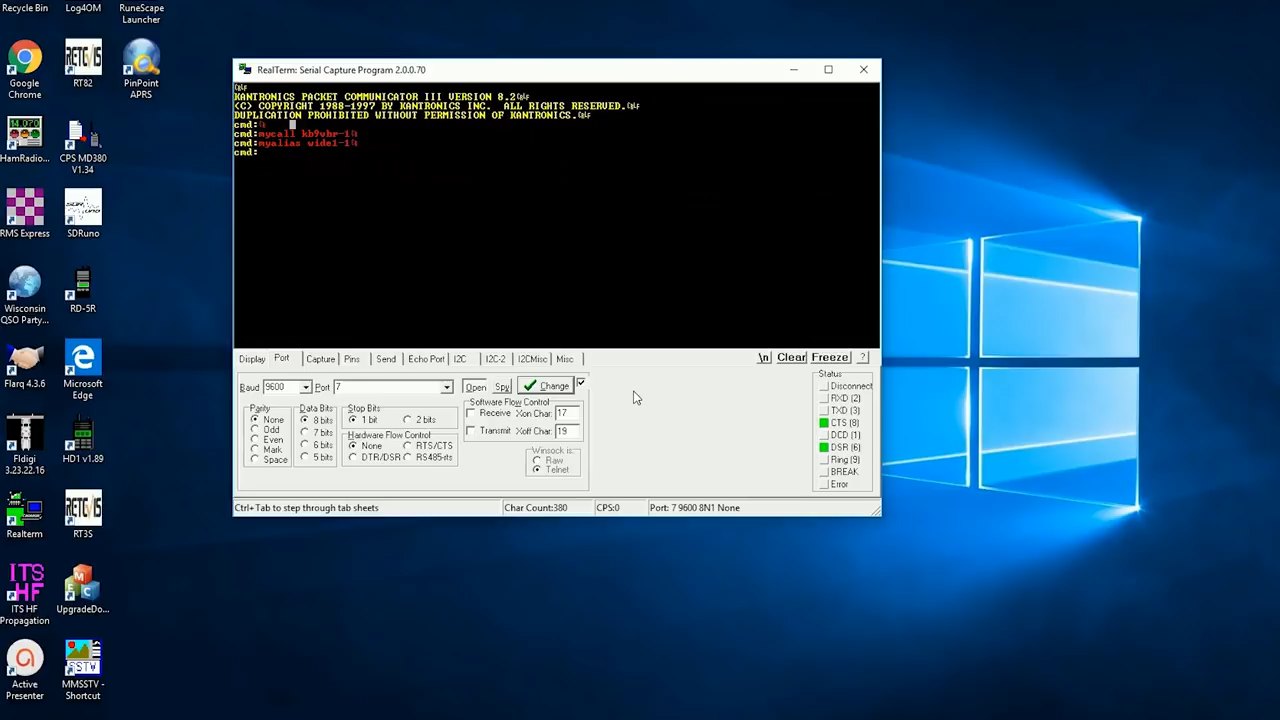 Recycle Bin
Log4OM
RuneScape
Launcher
Google
Chrome
RETEVIS
RT82
PinPoint
APRS
14.070
HamRadio...
CPS MD380
V1.34
RMS Express
SDRuno
Wisconsin
QSO Party...
RD-5R
Flarq 4.3.6
Microsoft
Edge
Fldigi
3.23.22.16
HD1 v1.89
Realterm
RETEVIS
RT3S
ITS
HF
ITS HF
Propagation
UpgradeDo...
Active
Presenter
SSTV
MMSSTV -
Shortcut
RealTerm: Serial Capture Program 2.0.0.70
KANTRONICS PACKET COMMUNICATOR III VERSION 8.2
(C) COPYRIGHT 1988-1997 BY KANTRONICS INC. ALL RIGHTS RESERVED.
DUPLICATION PROHIBITED WITHOUT PERMISSION OF KANTRONICS.
cmd:
cmd:mycall kb9vbr-1
cmd:myalias wide1-1
cmd:
Display Port Capture Pins Send Echo Port I2C I2C-2 I2CMisc Misc \n Clear Freeze ?
Baud 9600 Port 7 Open Spy Change
Parity
None
Odd
Even
Mark
Space
Data Bits
8 bits
7 bits
6 bits
5 bits
Stop Bits
1 bit 2 bits
Hardware Flow Control
None RTS/CTS
DTR/DSR RS485-rts
Software Flow Control
Receive Xon Char: 17
Transmit Xoff Char: 19
Winsock is:
Raw
Telnet
Status
Disconnect
RXD (2)
TXD (3)
CTS (8)
DCD (1)
DSR (6)
Ring (9)
BREAK
Error
Ctrl+Tab to step through tab sheets Char Count:380 CPS:0 Port: 7 9600 8N1 None